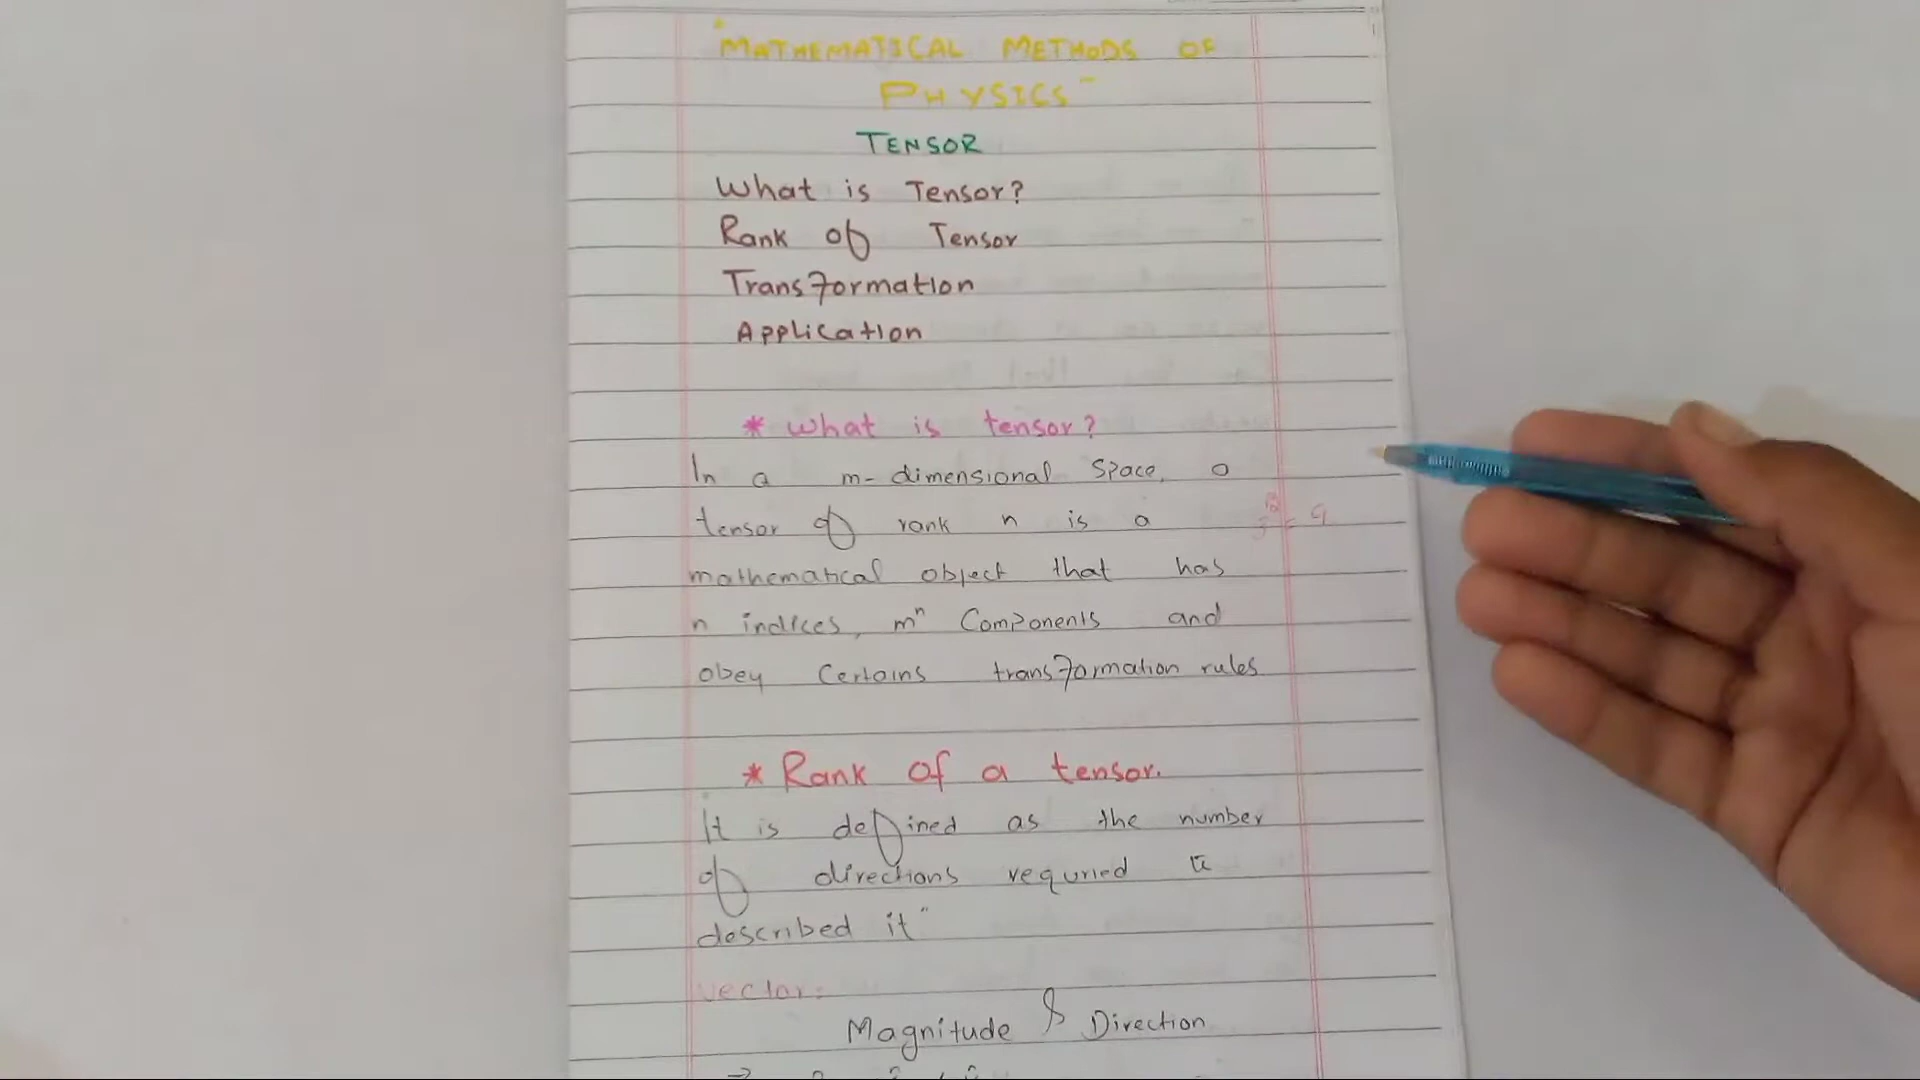 "MATHEMATICAL METHODS OF
PHYSICS"
TENSOR
What is Tensor?
Rank of Tensor
Transformation
Application
* What is tensor?
In a m-dimensional Space, a
tensor of rank n is a
mathematical object that has
n indices, mⁿ Components and
obey Certains transformation rules
* Rank of a tensor.
It is defined as the number
of directions requried to
described it"
Vector:
Magnitude & Direction